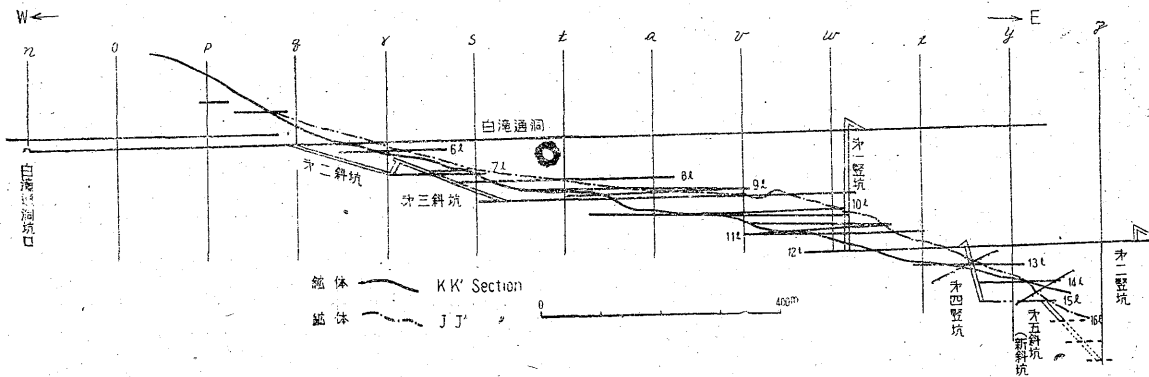 W← →E
n o p q r s t a v w x y z
白滝通洞
白滝通洞坑口
6ℓ
7ℓ
8ℓ
9ℓ
10ℓ
11ℓ
12ℓ
13ℓ
14ℓ
15ℓ
16ℓ
才二斜坑
才三斜坑
才一竪坑
才二竪坑
才四竪坑
才五斜坑
(新斜坑
鉱体 KK' Section
鉱体 JJ' 〃
0 400m